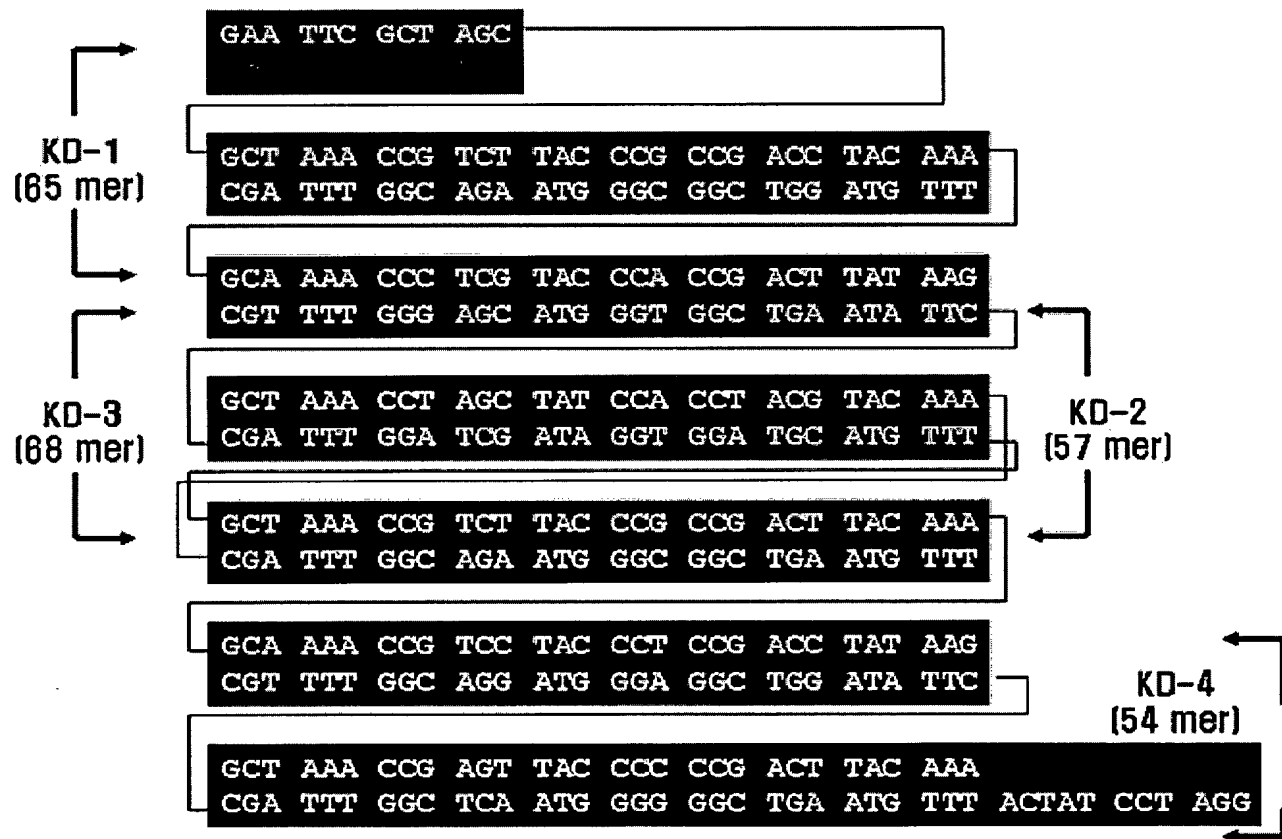 GAA TTC GCT AGC
KD-1
(65 mer)
GCT AAA CCG TCT TAC CCG CCG ACC TAC AAA
CGA TTT GGC AGA ATG GGC GGC TGG ATG TTT
GCA AAA CCC TCG TAC CCA CCG ACT TAT AAG
CGT TTT GGG AGC ATG GGT GGC TGA ATA TTC
KD-3
(68 mer)
GCT AAA CCT AGC TAT CCA CCT ACG TAC AAA
CGA TTT GGA TCG ATA GGT GGA TGC ATG TTT
KD-2
(57 mer)
GCT AAA CCG TCT TAC CCG CCG ACT TAC AAA
CGA TTT GGC AGA ATG GGC GGC TGA ATG TTT
GCA AAA CCG TCC TAC CCT CCG ACC TAT AAG
CGT TTT GGC AGG ATG GGA GGC TGG ATA TTC
KD-4
(54 mer)
GCT AAA CCG AGT TAC CCC CCG ACT TAC AAA
CGA TTT GGC TCA ATG GGG GGC TGA ATG TTT ACTAT CCT AGG